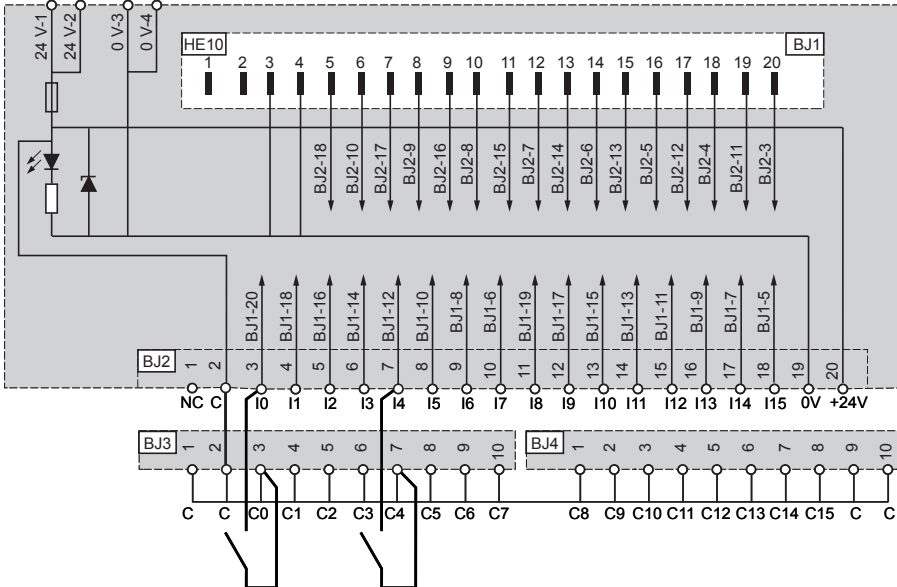 24 V-1 24 V-2 0 V-3 0 V-4
HE10 BJ1
1 2 3 4 5 6 7 8 9 10 11 12 13 14 15 16 17 18 19 20
BJ2-18 BJ2-10 BJ2-17 BJ2-9 BJ2-16 BJ2-8 BJ2-15 BJ2-7 BJ2-14 BJ2-6 BJ2-13 BJ2-5 BJ2-12 BJ2-4 BJ2-11 BJ2-3
BJ1-20 BJ1-18 BJ1-16 BJ1-14 BJ1-12 BJ1-10 BJ1-8 BJ1-6 BJ1-19 BJ1-17 BJ1-15 BJ1-13 BJ1-11 BJ1-9 BJ1-7 BJ1-5
BJ2 1 2 3 4 5 6 7 8 9 10 11 12 13 14 15 16 17 18 19 20
NC C I0 I1 I2 I3 I4 I5 I6 I7 I8 I9 I10 I11 I12 I13 I14 I15 0V +24V
BJ3 1 2 3 4 5 6 7 8 9 10 BJ4 1 2 3 4 5 6 7 8 9 10
C C C0 C1 C2 C3 C4 C5 C6 C7 C8 C9 C10 C11 C12 C13 C14 C15 C C